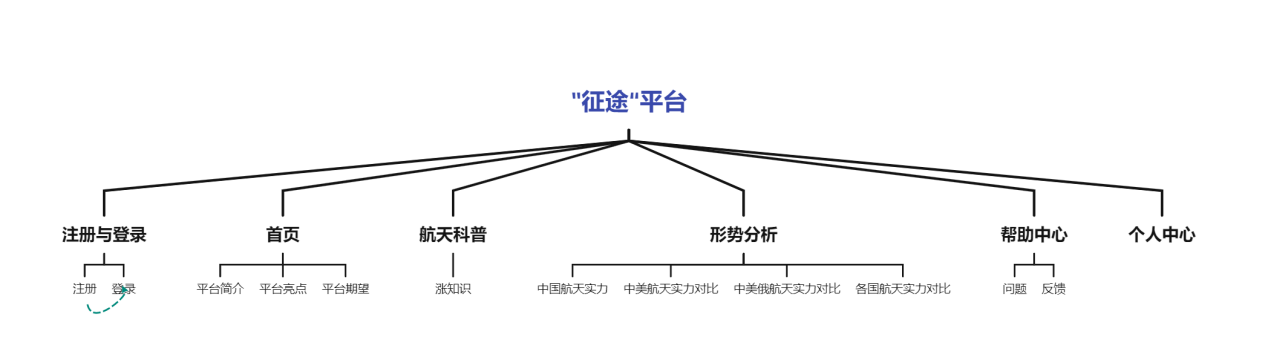 "征途“平台
注册与登录 首页 航天科普 形势分析 帮助中心 个人中心
注册 登录 平台简介 平台亮点 平台期望 涨知识 中国航天实力 中美航天实力对比 中美俄航天实力对比 各国航天实力对比 问题 反馈